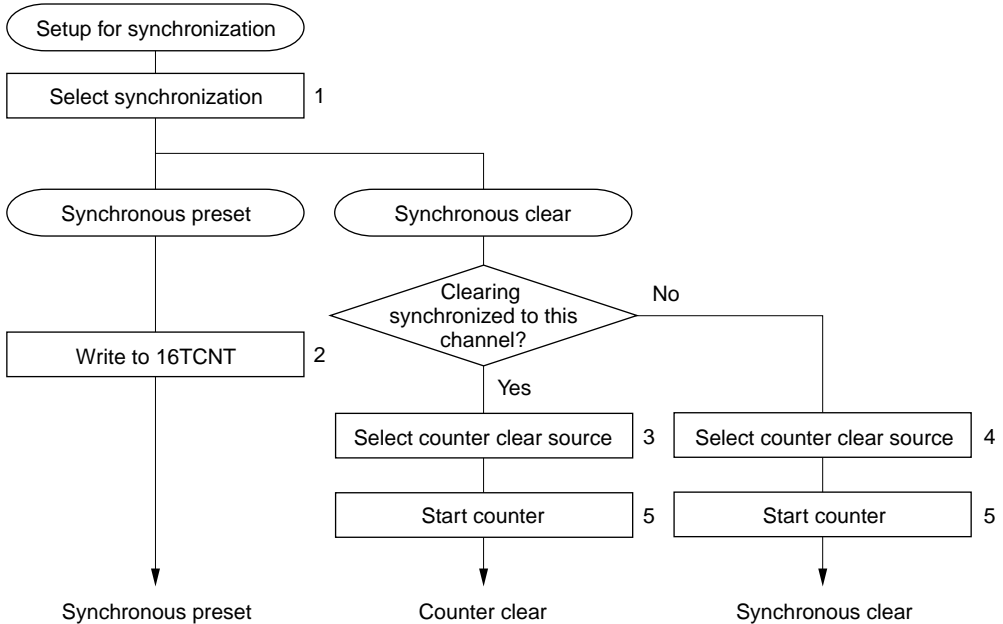 Setup for synchronization
Select synchronization 1
Synchronous preset
Synchronous clear
Clearing
synchronized to this
channel?
No
Write to 16TCNT 2
Yes
Select counter clear source 3
Select counter clear source 4
Start counter 5
Start counter 5
Synchronous preset
Counter clear
Synchronous clear